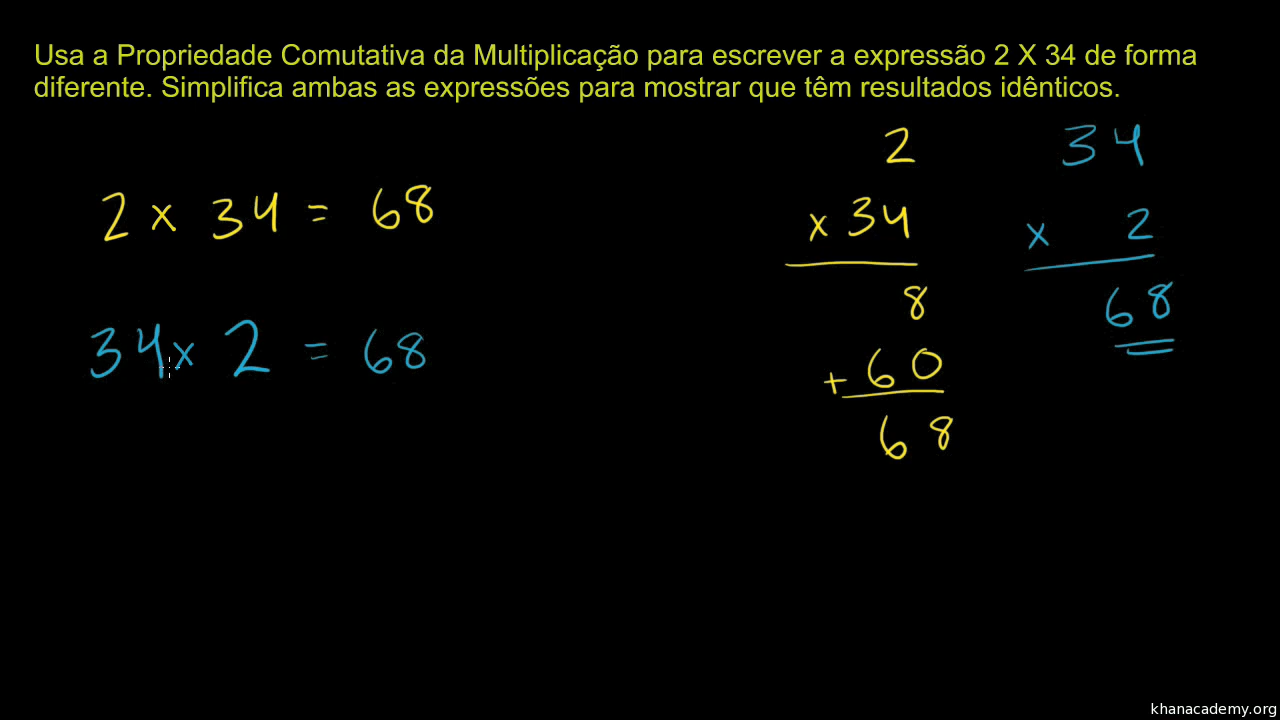 Usa a Propriedade Comutativa da Multiplicação para escrever a expressão 2 X 34 de forma
diferente. Simplifica ambas as expressões para mostrar que têm resultados idênticos.
2 x 34 = 68
34 x 2 = 68
2
x 34
8
+ 60
68
34
x 2
68
khanacademy.org